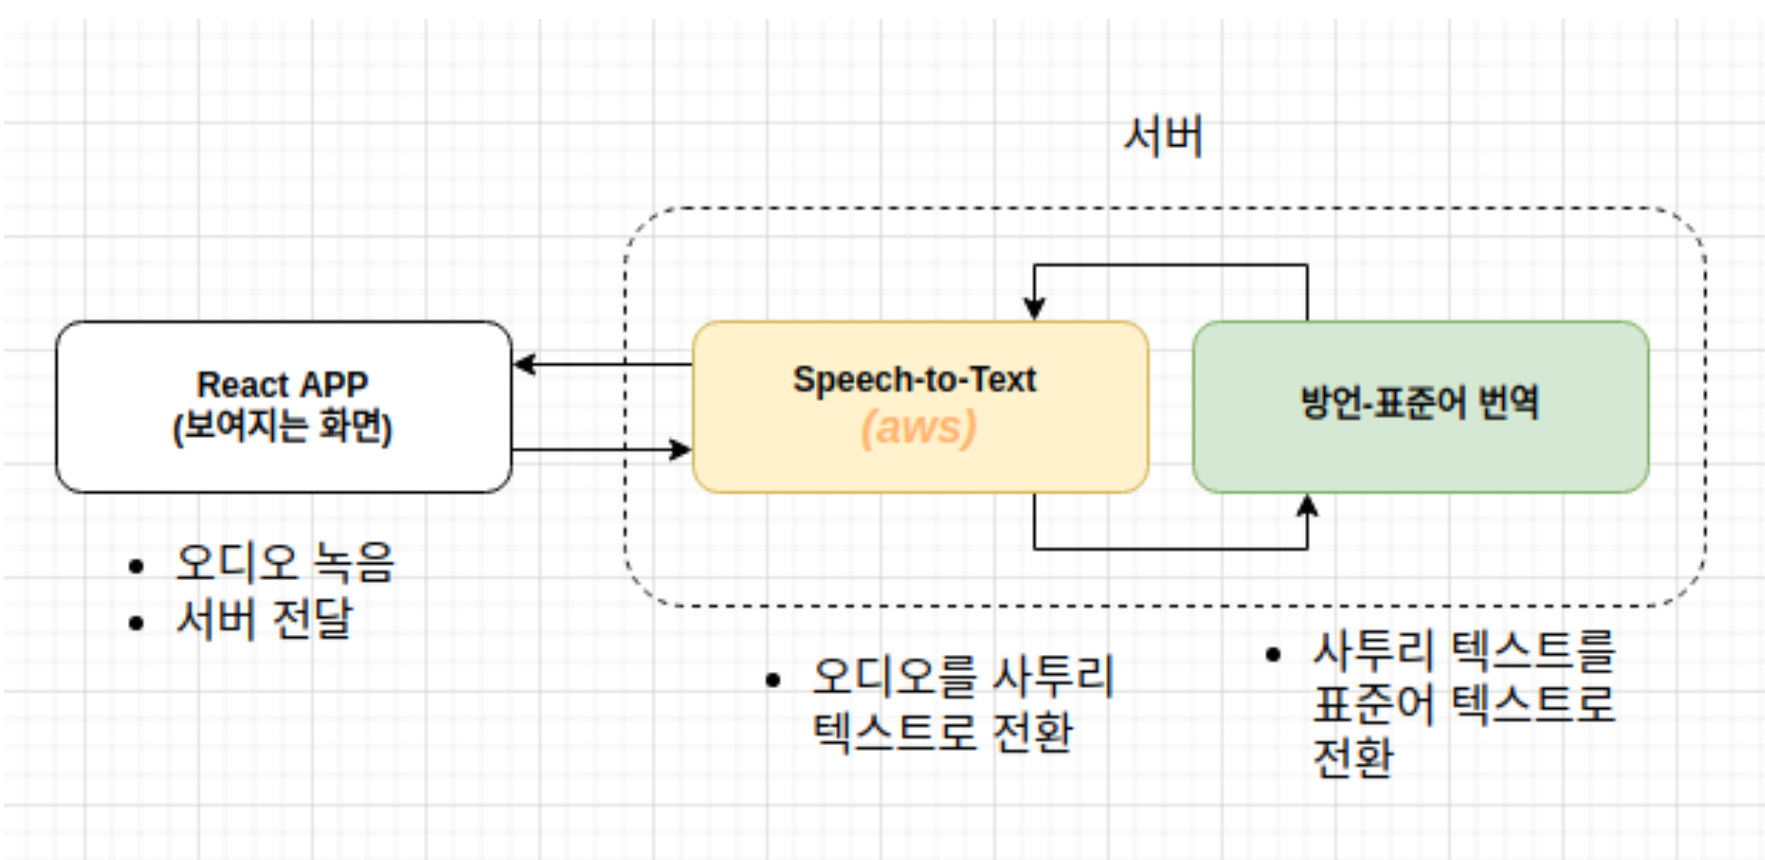 서버
React APP
(보여지는 화면)
Speech-to-Text
(aws)
방언-표준어 번역
오디오 녹음
서버 전달
오디오를 사투리
텍스트로 전환
사투리 텍스트를
표준어 텍스트로
전환